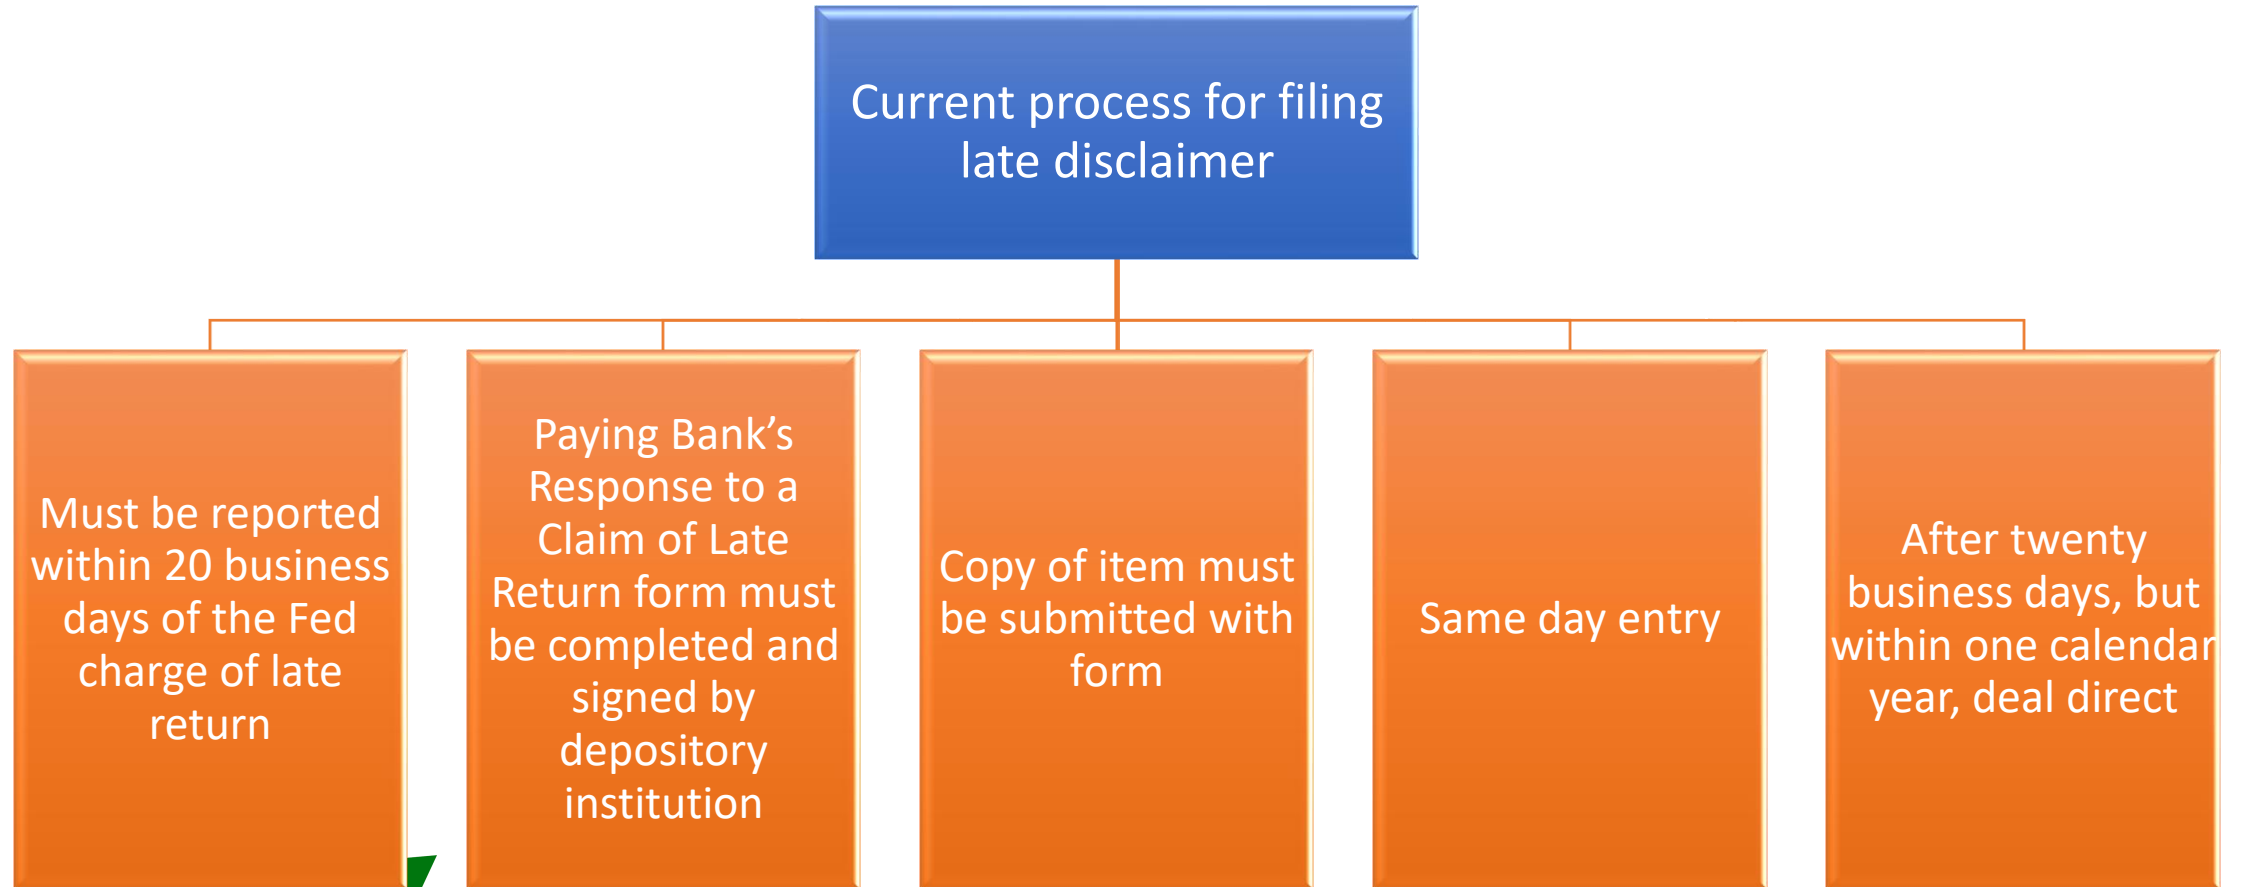 Current process for filing
late disclaimer
Must be reported
within 20 business
days of the Fed
charge of late
return
Paying Bank’s
Response to a
Claim of Late
Return form must
be completed and
signed by
depository
institution
Copy of item must
be submitted with
form
Same day entry
After twenty
business days, but
within one calendar
year, deal direct